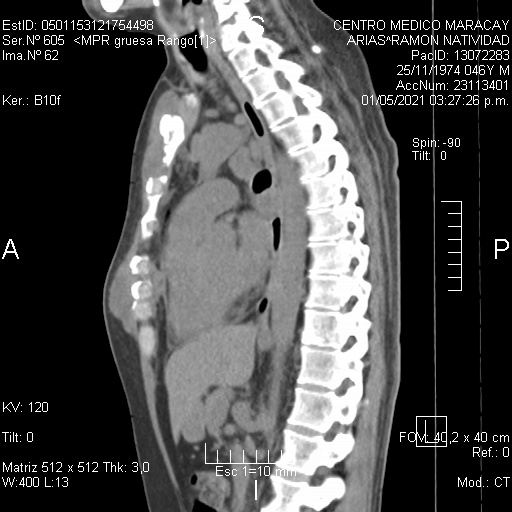 EstID: 0501153121754498
Ser.Nº 605 <MPR gruesa Rango[1]>
Ima.Nº 62
Ker.: B10f
CENTRO MEDICO MARACAY
ARIAS^RAMON NATIVIDAD
PacID: 13072283
25/11/1974 046Y M
AccNum: 23113401
01/05/2021 03:27:26 p.m.
Spin: -90
Tilt: 0
A
P
KV: 120
Tilt: 0
Matriz 512 x 512 Thk: 3,0
W:400 L:13
Esc 1=10 mm
I
FOV: 40,2 x 40 cm
Ref.: 0
Mod.: CT